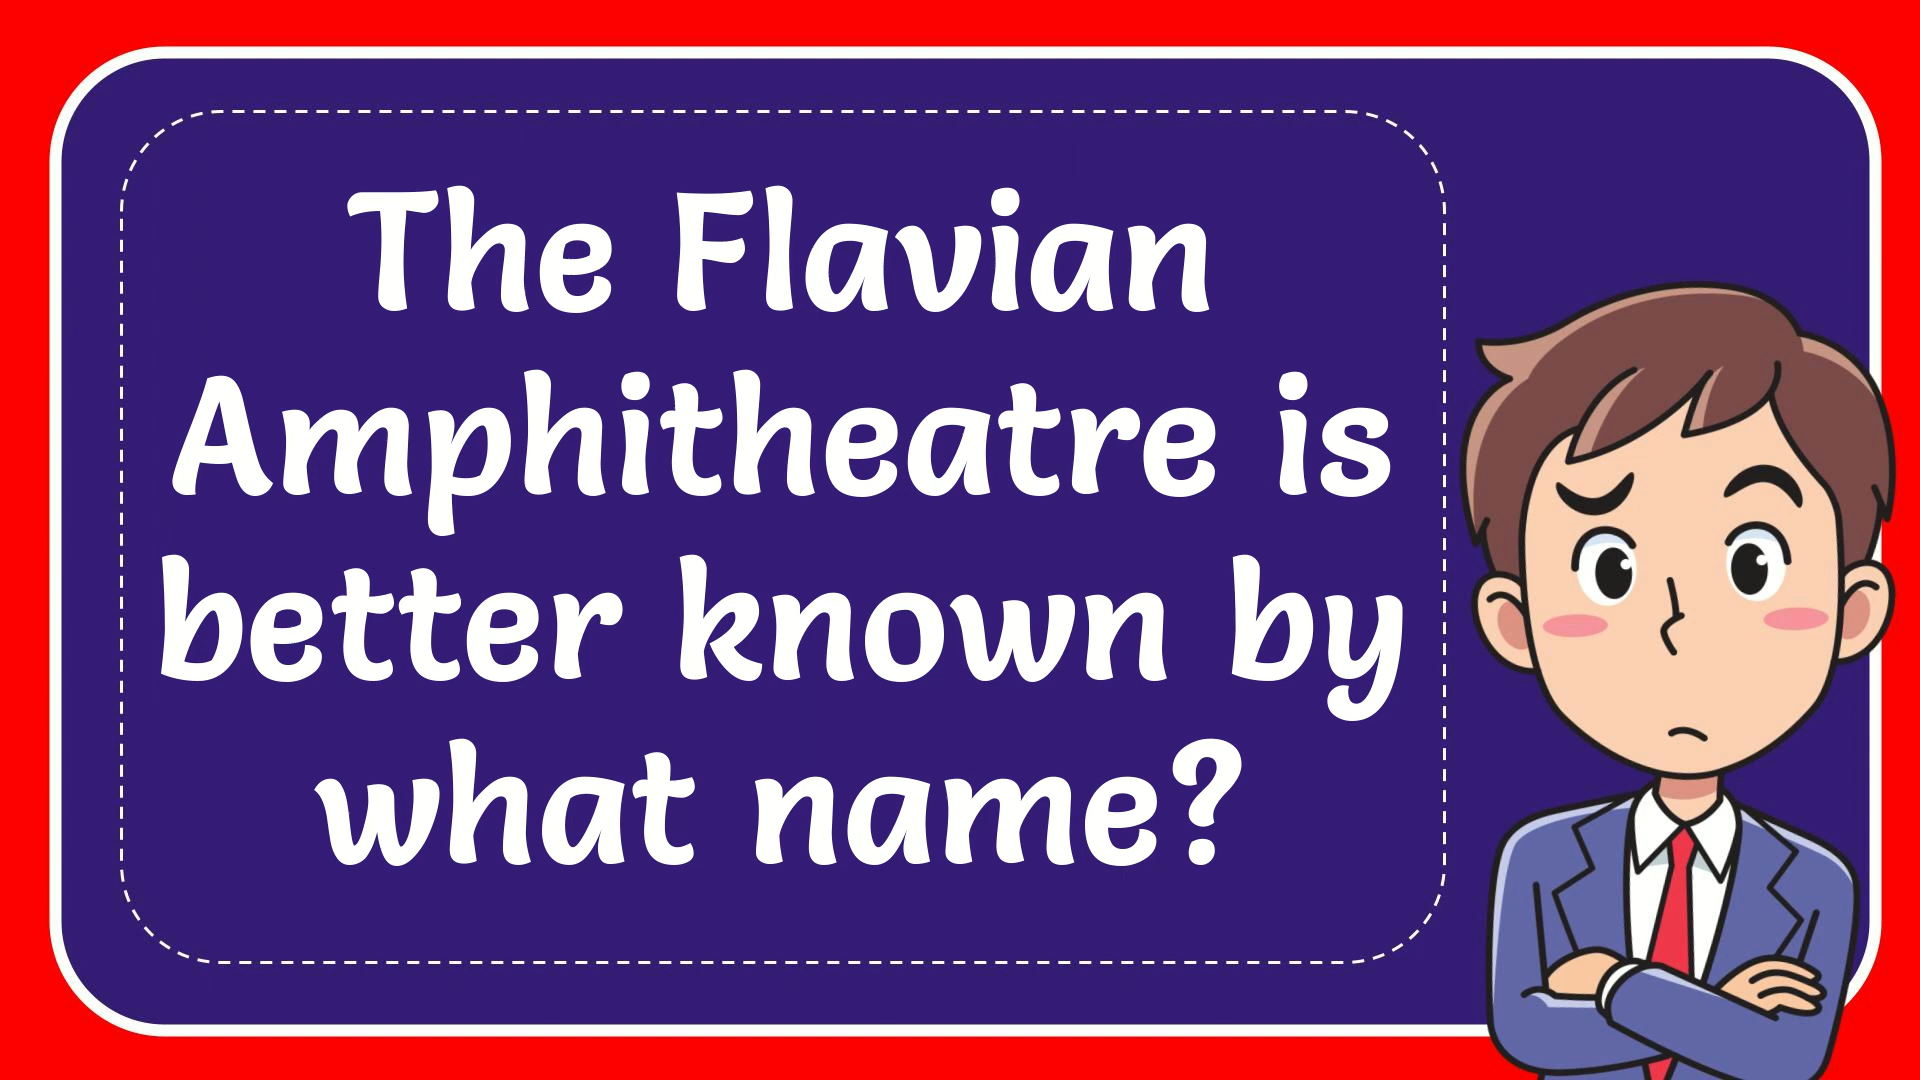 The Flavian
Amphitheatre is
better known by
what name?